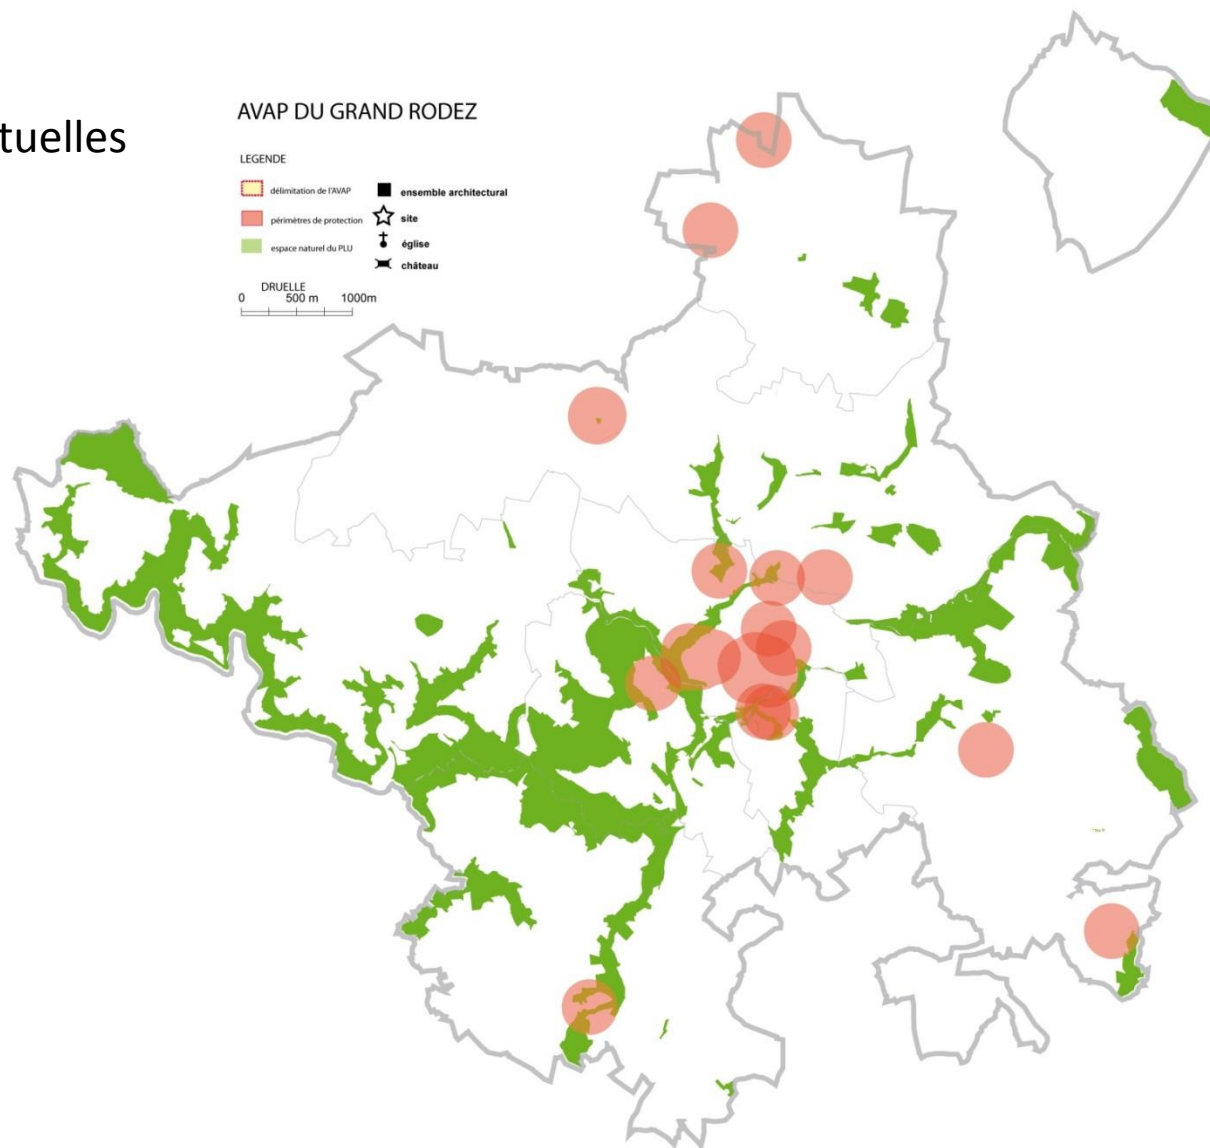 tuelles
AVAP DU GRAND RODEZ
LEGENDE
délimitation de l'AVAP
périmètres de protection
espace naturel du PLU
ensemble architectural
site
église
château
DRUELLE
0 500 m 1000m